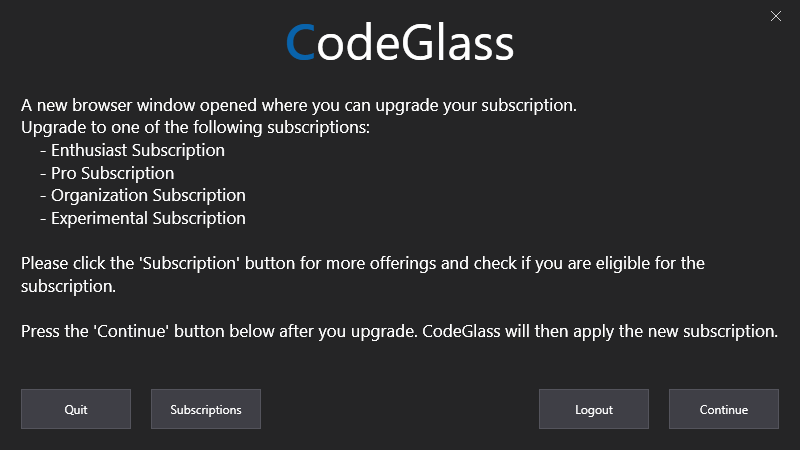 CodeGlass
A new browser window opened where you can upgrade your subscription.
Upgrade to one of the following subscriptions:
- Enthusiast Subscription
- Pro Subscription
- Organization Subscription
- Experimental Subscription
Please click the 'Subscription' button for more offerings and check if you are eligible for the
subscription.
Press the 'Continue' button below after you upgrade. CodeGlass will then apply the new subscription.
Quit
Subscriptions
Logout
Continue